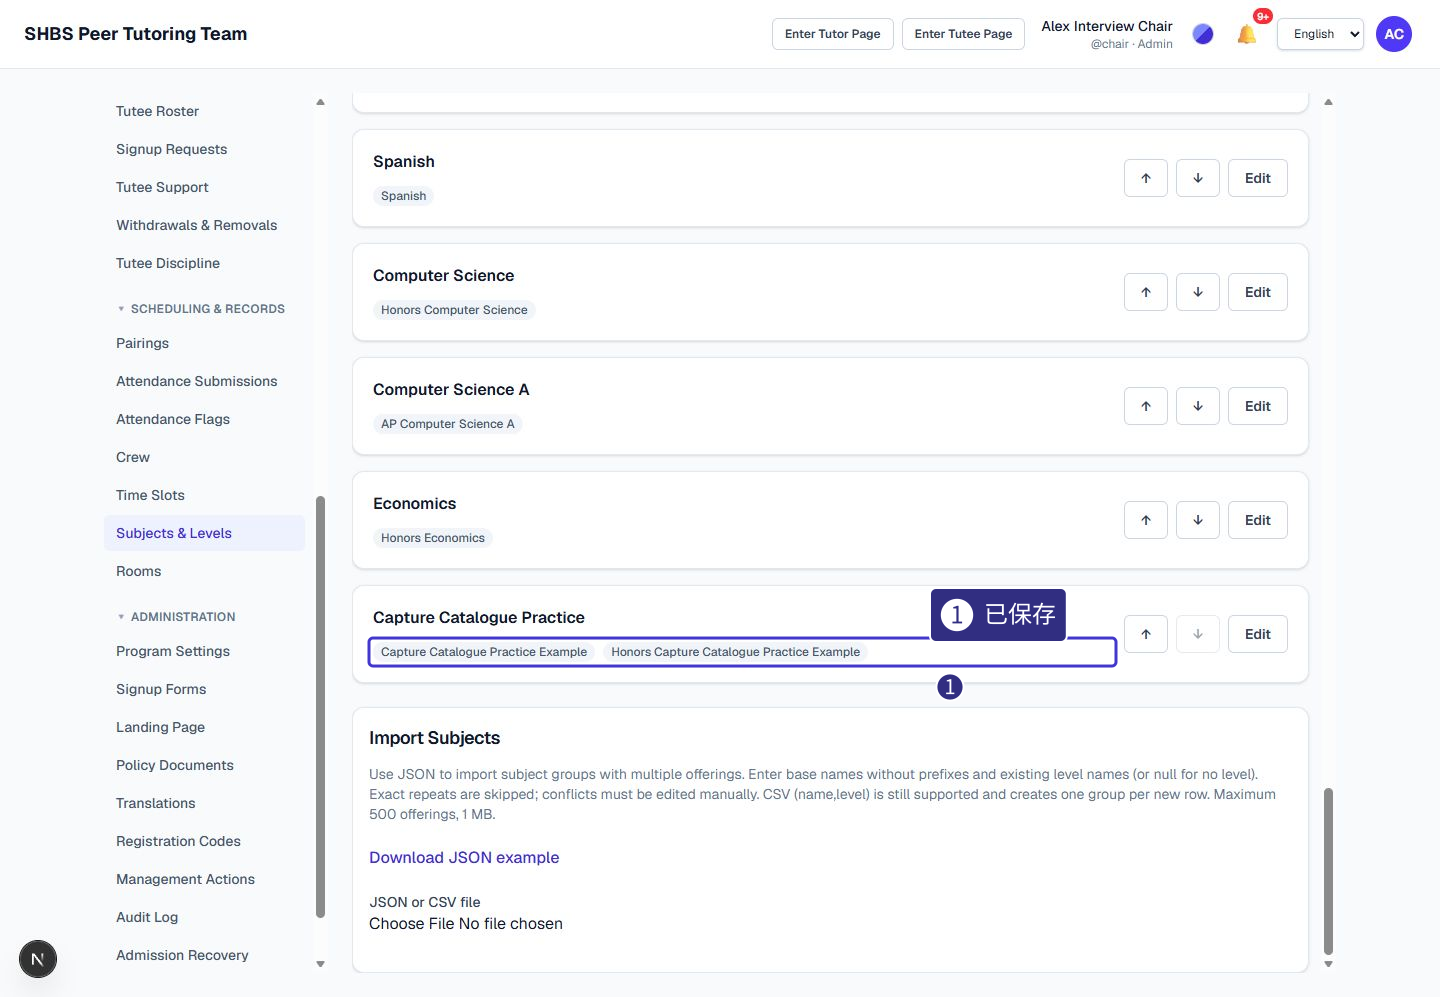 SHBS Peer Tutoring Team
Enter Tutor Page
Enter Tutee Page
Alex Interview Chair
@chair · Admin
9+
English
AC
Tutee Roster
Signup Requests
Tutee Support
Withdrawals & Removals
Tutee Discipline
SCHEDULING & RECORDS
Pairings
Attendance Submissions
Attendance Flags
Crew
Time Slots
Subjects & Levels
Rooms
ADMINISTRATION
Program Settings
Signup Forms
Landing Page
Policy Documents
Translations
Registration Codes
Management Actions
Audit Log
Admission Recovery
N
Spanish
Spanish
↑ ↓ Edit
Computer Science
Honors Computer Science
↑ ↓ Edit
Computer Science A
AP Computer Science A
↑ ↓ Edit
Economics
Honors Economics
↑ ↓ Edit
Capture Catalogue Practice
1 已保存
Capture Catalogue Practice Example Honors Capture Catalogue Practice Example
↑ ↓ Edit
1
Import Subjects
Use JSON to import subject groups with multiple offerings. Enter base names without prefixes and existing level names (or null for no level).
Exact repeats are skipped; conflicts must be edited manually. CSV (name,level) is still supported and creates one group per new row. Maximum
500 offerings, 1 MB.
Download JSON example
JSON or CSV file
Choose File No file chosen